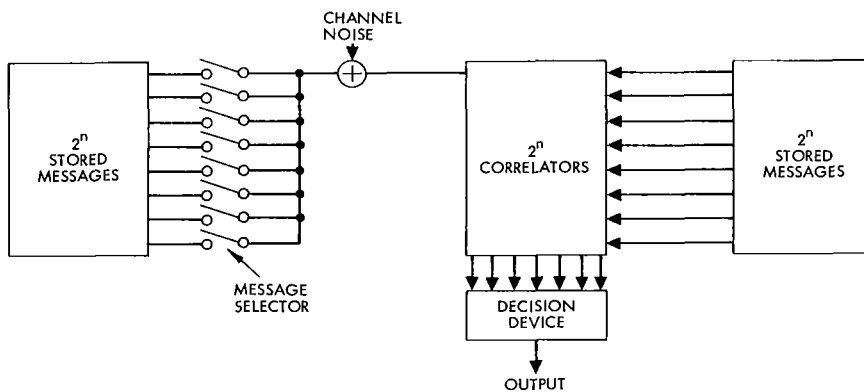 CHANNEL
NOISE
2ⁿ
STORED
MESSAGES
MESSAGE
SELECTOR
2ⁿ
CORRELATORS
2ⁿ
STORED
MESSAGES
DECISION
DEVICE
OUTPUT